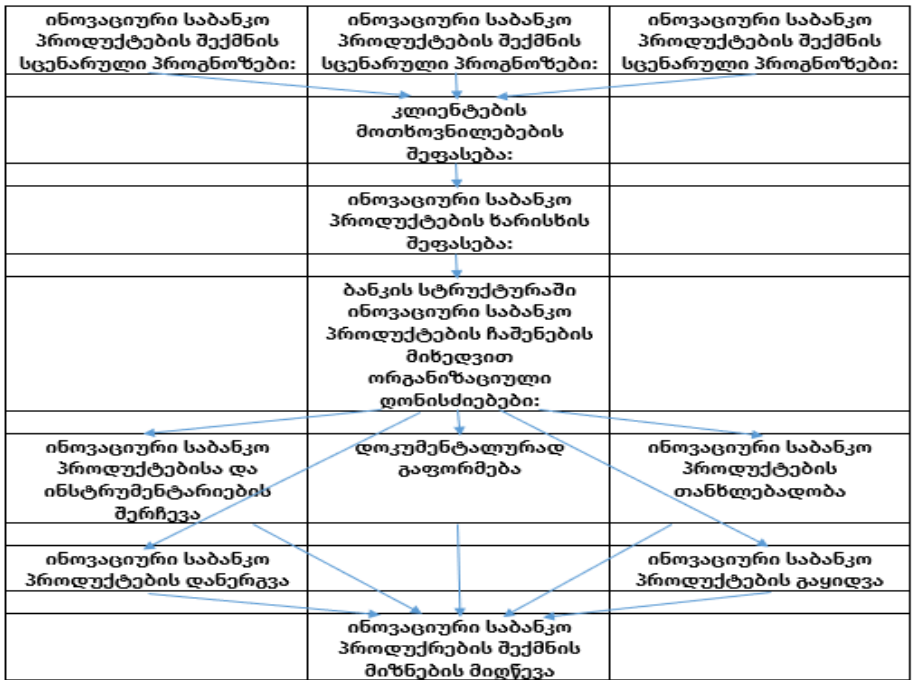 ინოვაციური საბანკო
პროდუქტების შექმნის
სცენარული პროგნოზები:
ინოვაციური საბანკო
პროდუქტების შექმნის
სცენარული პროგნოზები:
ინოვაციური საბანკო
პროდუქტების შექმნის
სცენარული პროგნოზები:
კლიენტების
მოთხოვნილებების
შეფასება:
ინოვაციური საბანკო
პროდუქტების ხარისხის
შეფასება:
ბანკის სტრუქტურაში
ინოვაციური საბანკო
პროდუქტების ჩაშენების
მიხედვით
ორგანიზაციული
ღონისძიებები:
ინოვაციური საბანკო
პროდუქტებისა და
ინსტრუმენტარიების
შერჩევა
დოკუმენტალურად
გაფორმება
ინოვაციური საბანკო
პროდუქტების
თანხლებადობა
ინოვაციური საბანკო
პროდუქტების დანერგვა
ინოვაციური საბანკო
პროდუქტების გაყიდვა
ინოვაციური საბანკო
პროდუქრების შექმნის
მიზნების მიღწევა